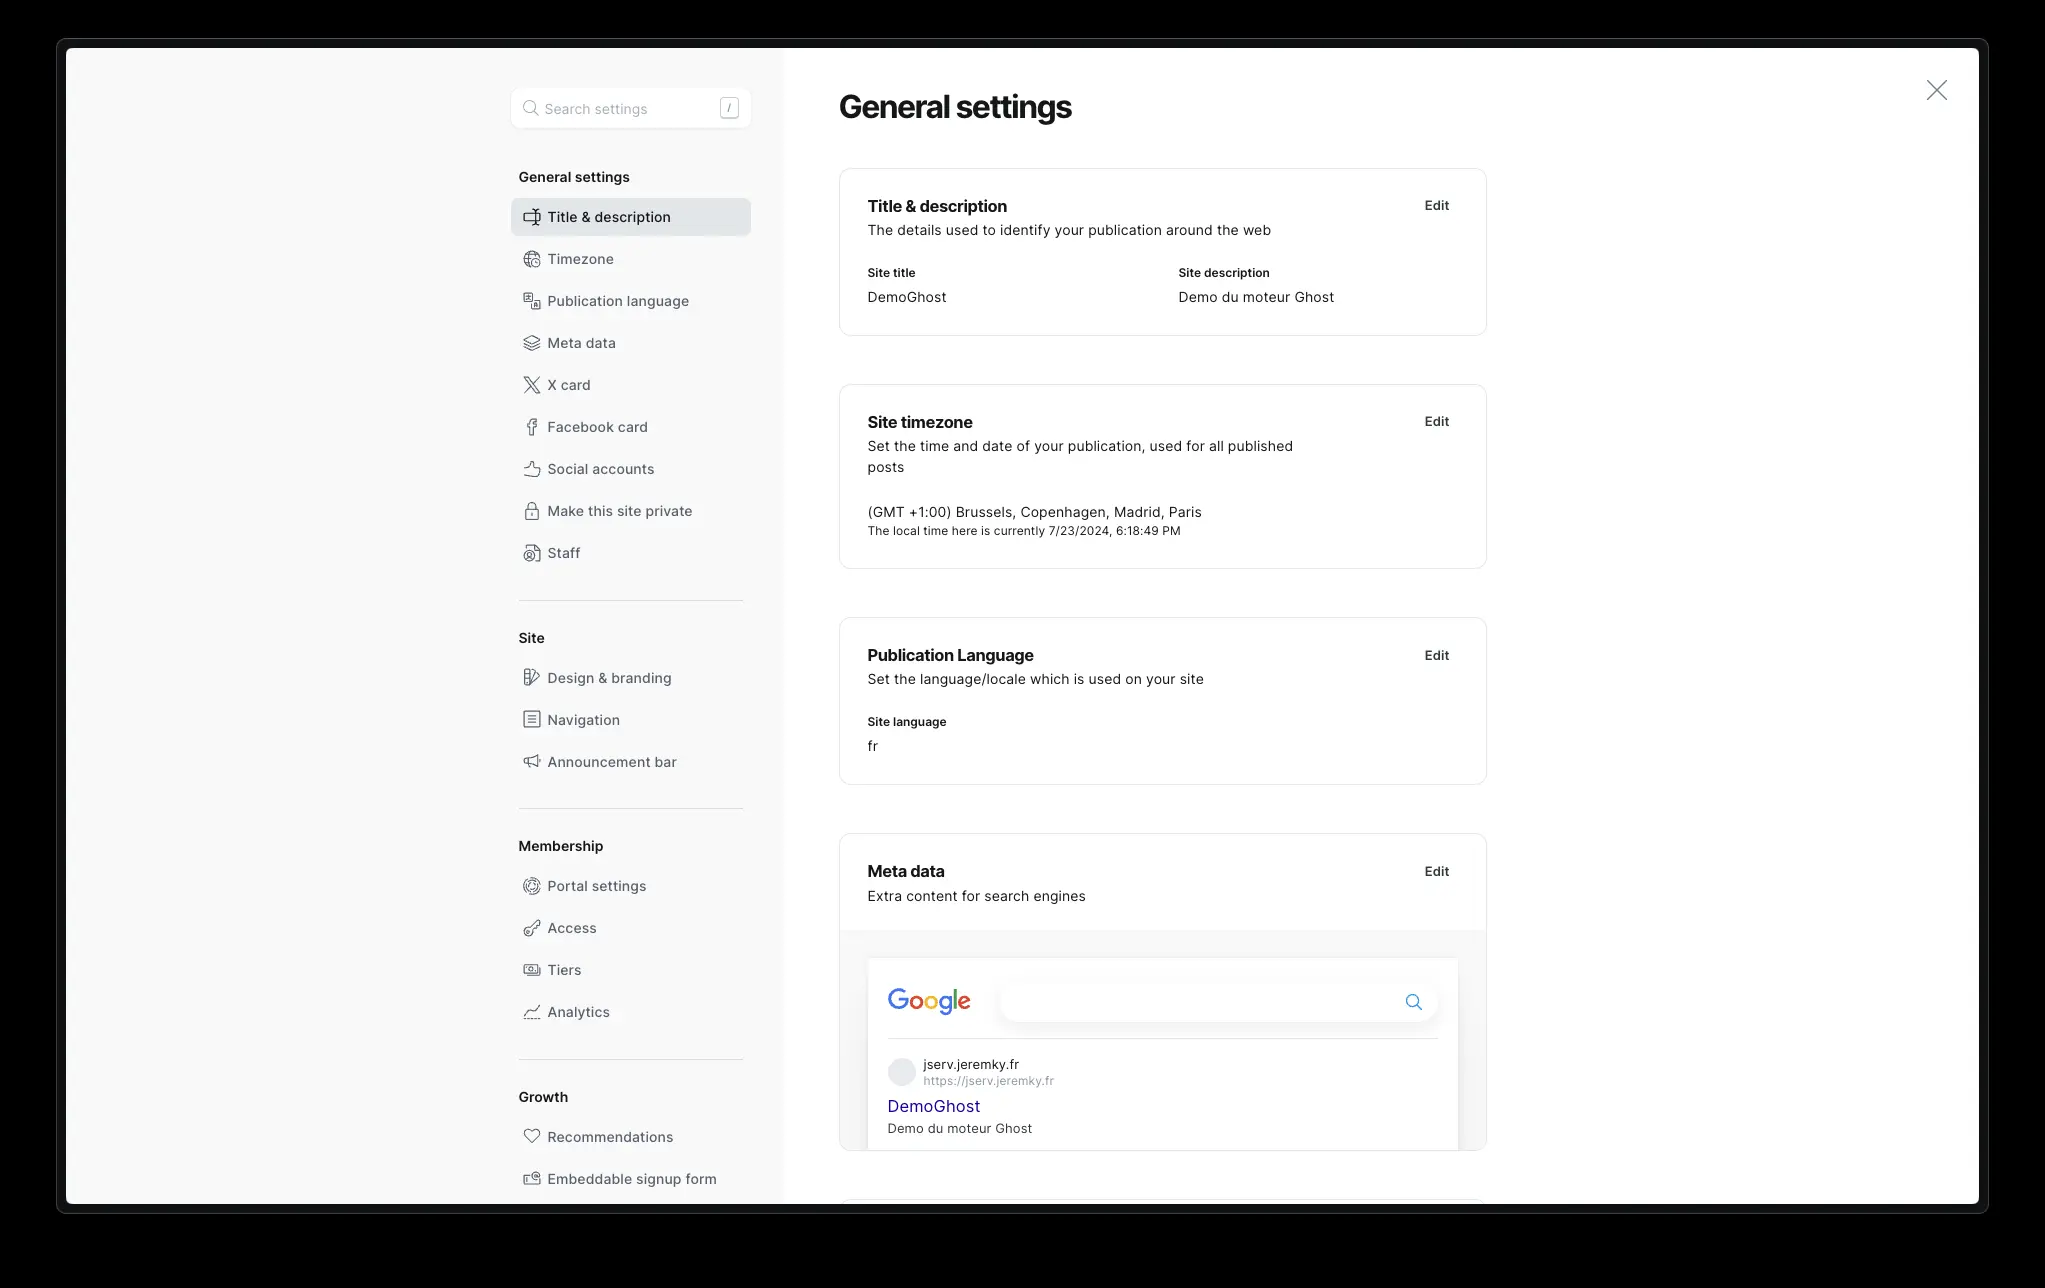 Search settings
/
General settings
Title & description
Timezone
Publication language
Meta data
X card
Facebook card
Social accounts
Make this site private
Staff
Site
Design & branding
Navigation
Announcement bar
Membership
Portal settings
Access
Tiers
Analytics
Growth
Recommendations
Embeddable signup form
General settings
Title & description
Edit
The details used to identify your publication around the web
Site title
Site description
DemoGhost
Demo du moteur Ghost
Site timezone
Edit
Set the time and date of your publication, used for all published
posts
(GMT +1:00) Brussels, Copenhagen, Madrid, Paris
The local time here is currently 7/23/2024, 6:18:49 PM
Publication Language
Edit
Set the language/locale which is used on your site
Site language
fr
Meta data
Edit
Extra content for search engines
Google
jserv.jeremky.fr
https://jserv.jeremky.fr
DemoGhost
Demo du moteur Ghost